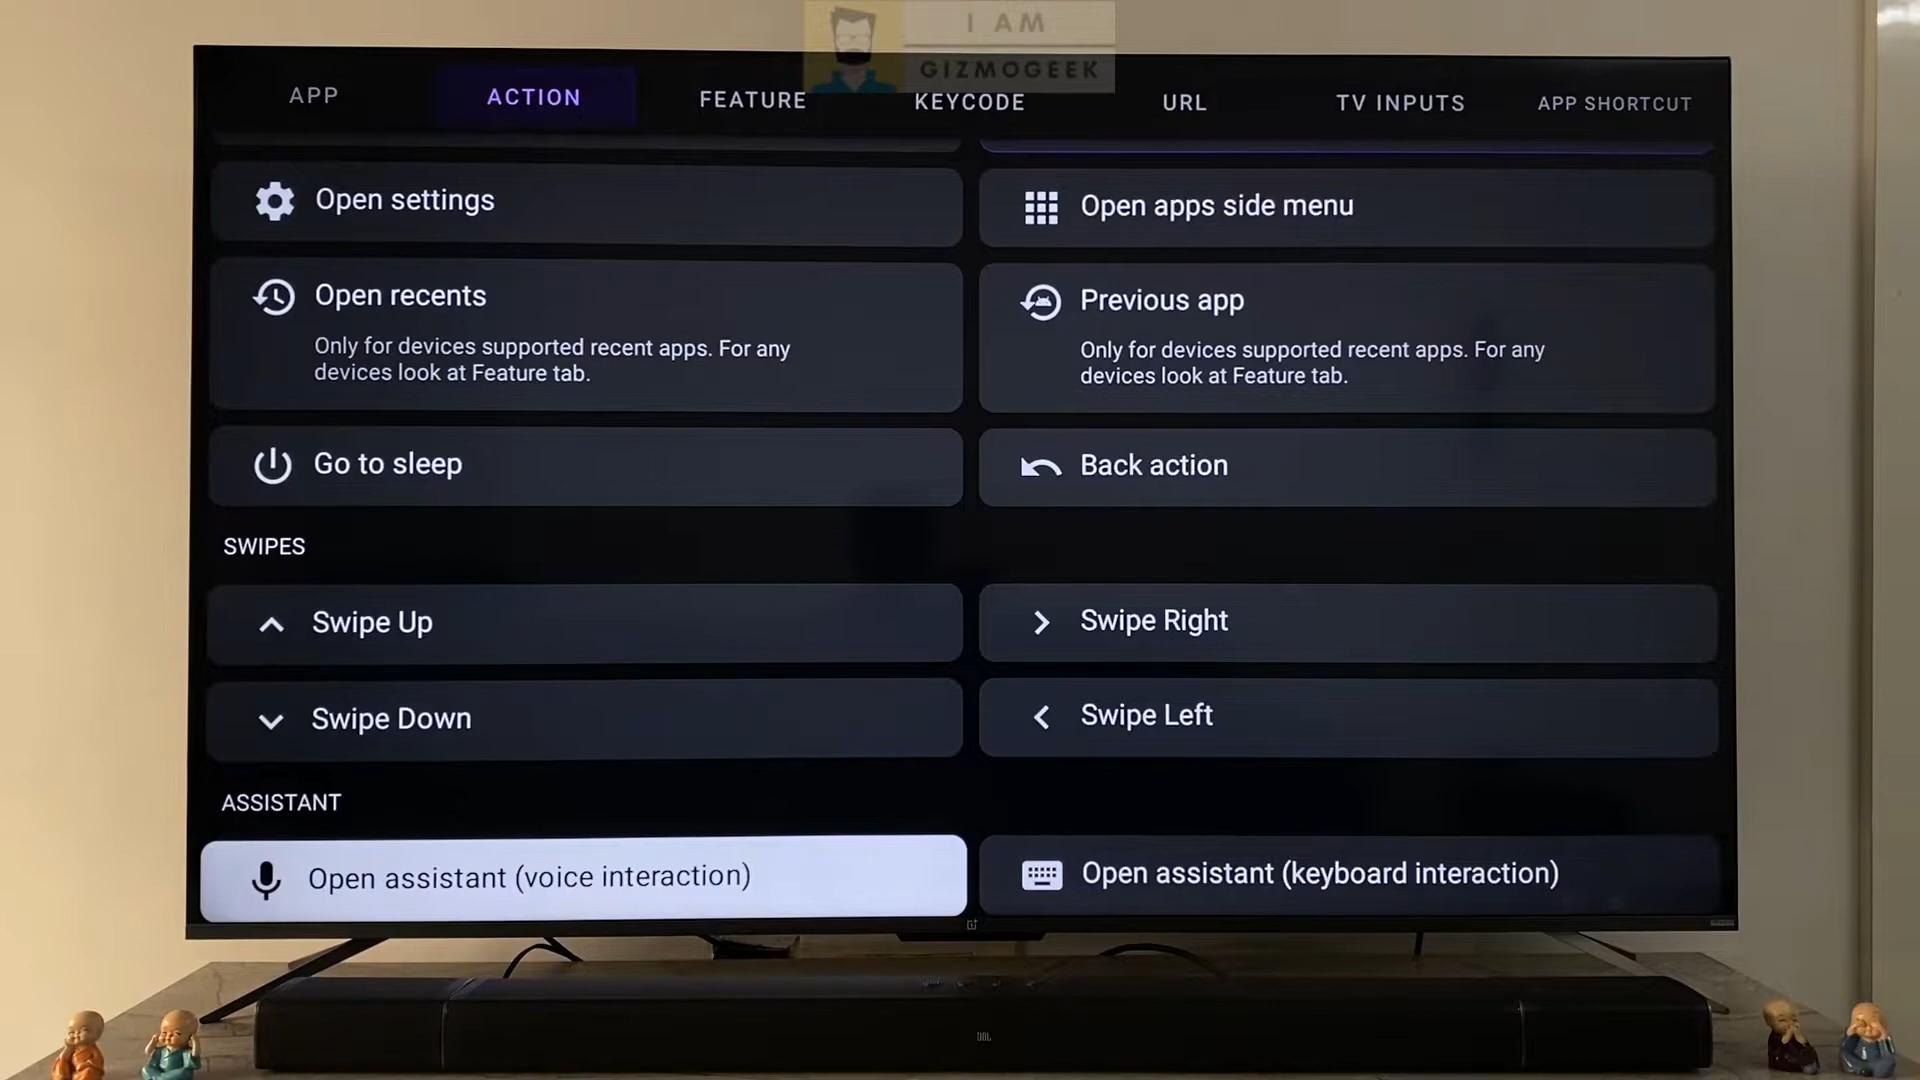 I AM
GIZMOGEEK
APP
ACTION
FEATURE
KEYCODE
URL
TV INPUTS
APP SHORTCUT
Open settings
Open apps side menu
Open recents
Only for devices supported recent apps. For any
devices look at Feature tab.
Previous app
Only for devices supported recent apps. For any
devices look at Feature tab.
Go to sleep
Back action
SWIPES
Swipe Up
Swipe Right
Swipe Down
Swipe Left
ASSISTANT
Open assistant (voice interaction)
Open assistant (keyboard interaction)
JBL